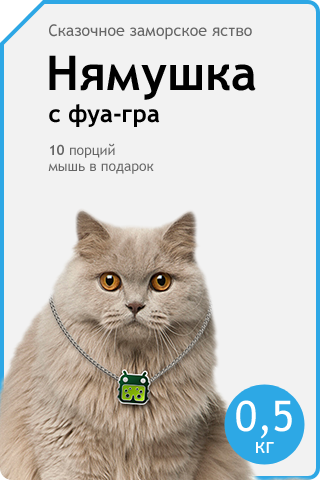 Сказочное заморское яство
Нямушка
с фуа-гра
10 порций
мышь в подарок
0,5
кг